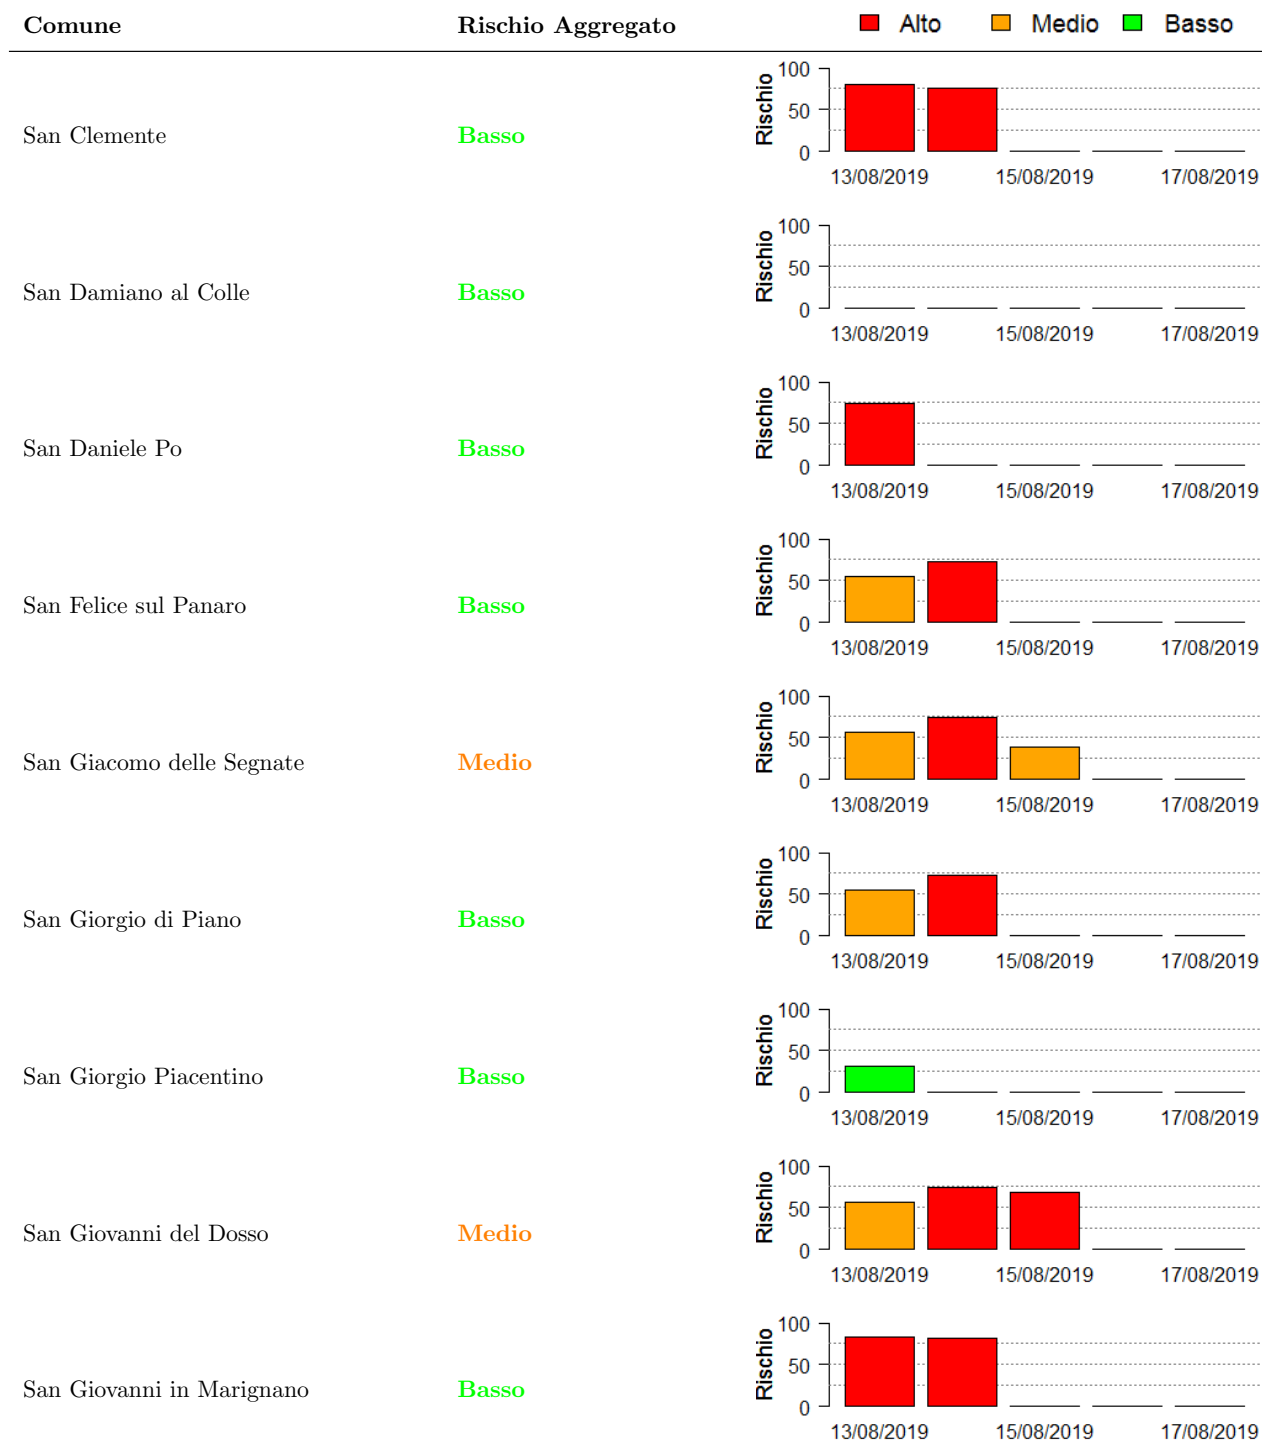 Comune Rischio Aggregato Alto Medio Basso
100
50
0
Rischio
San Clemente Basso
13/08/2019 15/08/2019 17/08/2019
100
50
0
Rischio
San Damiano al Colle Basso
13/08/2019 15/08/2019 17/08/2019
100
50
0
Rischio
San Daniele Po Basso
13/08/2019 15/08/2019 17/08/2019
100
50
0
Rischio
San Felice sul Panaro Basso
13/08/2019 15/08/2019 17/08/2019
100
50
0
Rischio
San Giacomo delle Segnate Medio
13/08/2019 15/08/2019 17/08/2019
100
50
0
Rischio
San Giorgio di Piano Basso
13/08/2019 15/08/2019 17/08/2019
100
50
0
Rischio
San Giorgio Piacentino Basso
13/08/2019 15/08/2019 17/08/2019
100
50
0
Rischio
San Giovanni del Dosso Medio
13/08/2019 15/08/2019 17/08/2019
100
50
0
Rischio
San Giovanni in Marignano Basso
13/08/2019 15/08/2019 17/08/2019